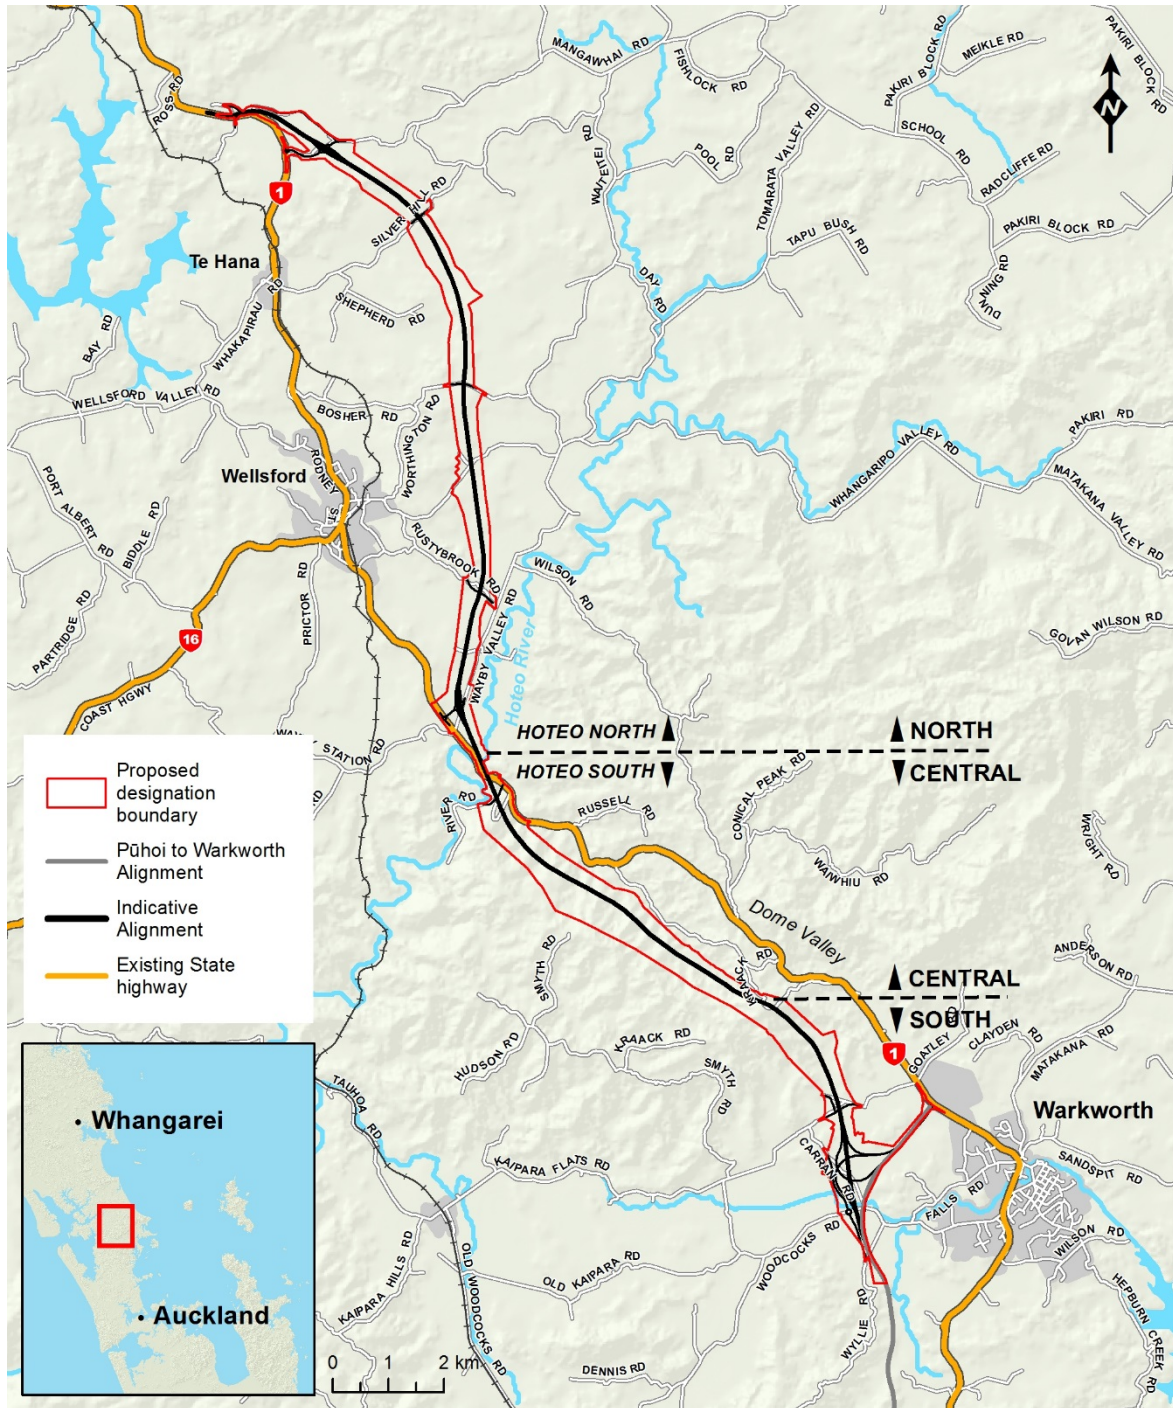 MANGAWHAI RD
FISHLOCK RD
PAKIRI BLOCK RD
MEIKLE RD
PAKIRI BLOCK RD
N
ROSS RD
SCHOOL RD
RADCLIFFE RD
WAITEITEI RD
POOL RD
TOMARATA VALLEY RD
PAKIRI BLOCK RD
TAPU BUSH RD
DUNNING RD
1
SILVER HILL RD
Te Hana
SHEPHERD RD
DAY RD
BAY RD
WHAKAPIRAU RD
WELLSFORD VALLEY RD
BOSHER RD
WORTHINGTON RD
Wellsford
RODNEY ST
PORT ALBERT RD
BIDDLE RD
PARTRIDGE RD
RUSTYBROOK RD
WHANGARIPO VALLEY RD
PAKIRI RD
MATAKANA VALLEY RD
WILSON RD
PRICTOR RD
WAYBY VALLEY RD
Hoteo River
GOVAN WILSON RD
16
COAST HGWY
STATION RD
HOTEO NORTH
NORTH
HOTEO SOUTH
CENTRAL
RIVER RD
RUSSELL RD
CONICAL PEAK RD
WAIWHIU RD
WRIGHT RD
Dome Valley
Proposed
designation
boundary
Pūhoi to Warkworth
Alignment
Indicative
Alignment
Existing State
highway
SMYTH RD
KRAACK RD
ANDERSON RD
CENTRAL
SOUTH
1
GOATLEY RD
CLAYDEN RD
MATAKANA RD
HUDSON RD
KRAACK RD
SMYTH RD
Warkworth
SANDSPIT RD
TAUHOA RD
KAIPARA FLATS RD
CARRAN RD
FALLS RD
WILSON RD
WOODCOCKS RD
OLD KAIPARA RD
KAIPARA HILLS RD
OLD WOODCOCKS RD
WYLLIE RD
HEPBURN CREEK RD
DENNIS RD
Whangarei
Auckland
0 1 2 km